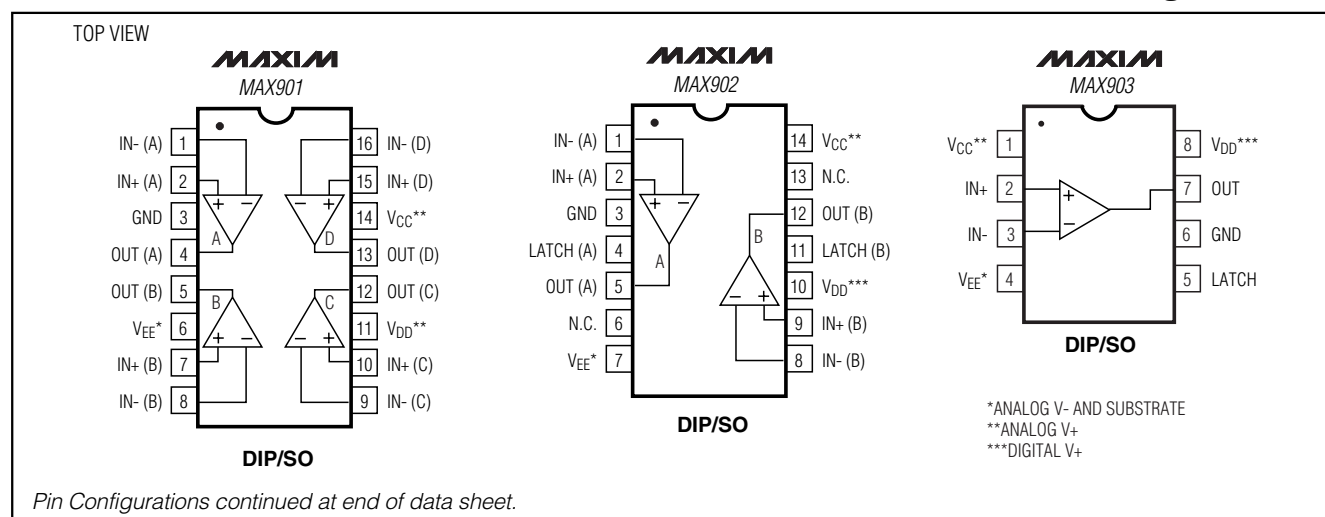 TOP VIEW
MAXIM
MAX901
IN- (A) 1
IN+ (A) 2
GND 3
OUT (A) 4
OUT (B) 5
VEE* 6
IN+ (B) 7
IN- (B) 8
16 IN- (D)
15 IN+ (D)
14 VCC**
13 OUT (D)
12 OUT (C)
11 VDD**
10 IN+ (C)
9 IN- (C)
+ −
A
− +
D
B
+ −
C
− +
DIP/SO
MAXIM
MAX902
IN- (A) 1
IN+ (A) 2
GND 3
LATCH (A) 4
OUT (A) 5
N.C. 6
VEE* 7
14 VCC**
13 N.C.
12 OUT (B)
11 LATCH (B)
10 VDD***
9 IN+ (B)
8 IN- (B)
+ −
A
B
− +
DIP/SO
MAXIM
MAX903
VCC** 1
IN+ 2
IN- 3
VEE* 4
8 VDD***
7 OUT
6 GND
5 LATCH
+
−
DIP/SO
*ANALOG V- AND SUBSTRATE
**ANALOG V+
***DIGITAL V+
Pin Configurations continued at end of data sheet.